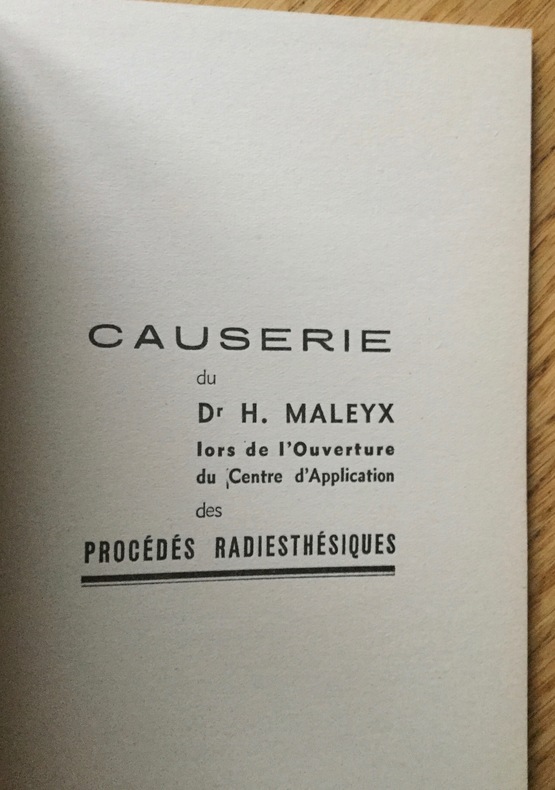 CAUSERIE
du
Dr H. MALEYX
lors de l'Ouverture
du Centre d'Application
des
PROCÉDÉS RADIESTHÉSIQUES